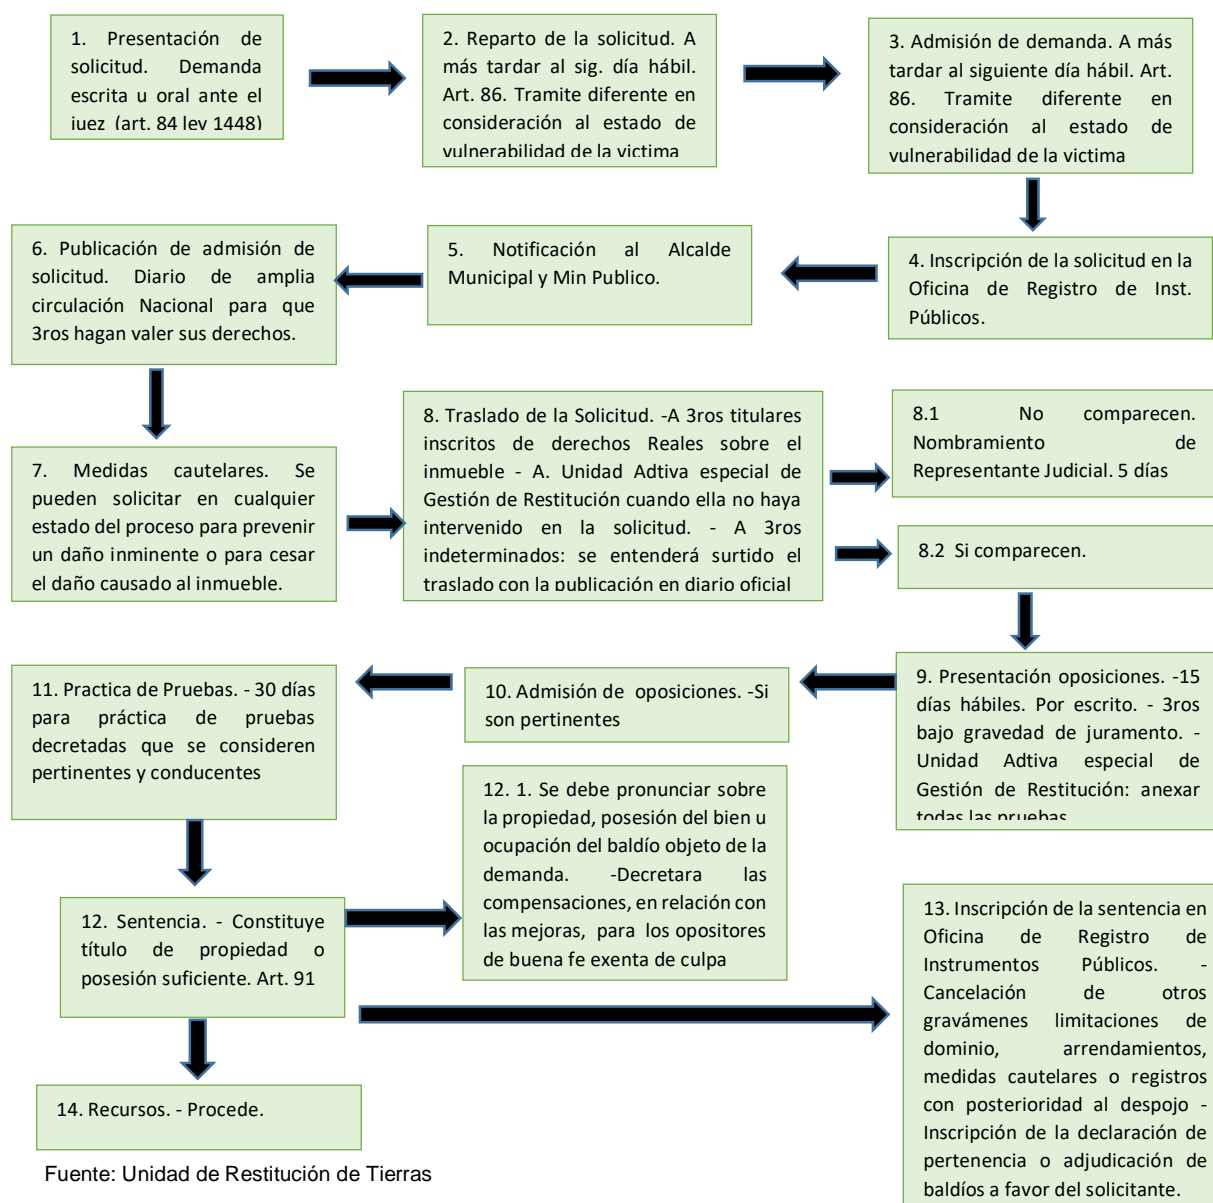 1. Presentación de
solicitud. Demanda
escrita u oral ante el
juez (art. 84 ley 1448)
2. Reparto de la solicitud. A
más tardar al sig. día hábil.
Art. 86. Tramite diferente en
consideración al estado de
vulnerabilidad de la victima
3. Admisión de demanda. A más
tardar al siguiente día hábil. Art.
86. Tramite diferente en
consideración al estado de
vulnerabilidad de la victima
4. Inscripción de la solicitud en la
Oficina de Registro de Inst.
Públicos.
5. Notificación al Alcalde
Municipal y Min Publico.
6. Publicación de admisión de
solicitud. Diario de amplia
circulación Nacional para que
3ros hagan valer sus derechos.
7. Medidas cautelares. Se
pueden solicitar en cualquier
estado del proceso para prevenir
un daño inminente o para cesar
el daño causado al inmueble.
8. Traslado de la Solicitud. -A 3ros titulares
inscritos de derechos Reales sobre el
inmueble - A. Unidad Adtiva especial de
Gestión de Restitución cuando ella no haya
intervenido en la solicitud. - A 3ros
indeterminados: se entenderá surtido el
traslado con la publicación en diario oficial
8.1 No comparecen.
Nombramiento de
Representante Judicial. 5 días
8.2 Si comparecen.
9. Presentación oposiciones. -15
días hábiles. Por escrito. - 3ros
bajo gravedad de juramento. -
Unidad Adtiva especial de
Gestión de Restitución: anexar
todas las pruebas
10. Admisión de oposiciones. -Si
son pertinentes
11. Practica de Pruebas. - 30 días
para práctica de pruebas
decretadas que se consideren
pertinentes y conducentes
12. Sentencia. - Constituye
título de propiedad o
posesión suficiente. Art. 91
12. 1. Se debe pronunciar sobre
la propiedad, posesión del bien u
ocupación del baldío objeto de la
demanda. -Decretara las
compensaciones, en relación con
las mejoras, para los opositores
de buena fe exenta de culpa
13. Inscripción de la sentencia en
Oficina de Registro de
Instrumentos Públicos. -
Cancelación de otros
gravámenes limitaciones de
dominio, arrendamientos,
medidas cautelares o registros
con posterioridad al despojo -
Inscripción de la declaración de
pertenencia o adjudicación de
baldíos a favor del solicitante.
14. Recursos. - Procede.
Fuente: Unidad de Restitución de Tierras